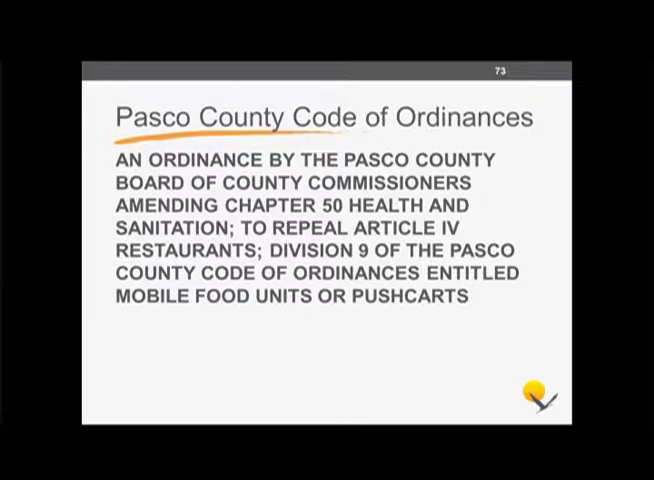 73
Pasco County Code of Ordinances
AN ORDINANCE BY THE PASCO COUNTY
BOARD OF COUNTY COMMISSIONERS
AMENDING CHAPTER 50 HEALTH AND
SANITATION; TO REPEAL ARTICLE IV
RESTAURANTS; DIVISION 9 OF THE PASCO
COUNTY CODE OF ORDINANCES ENTITLED
MOBILE FOOD UNITS OR PUSHCARTS